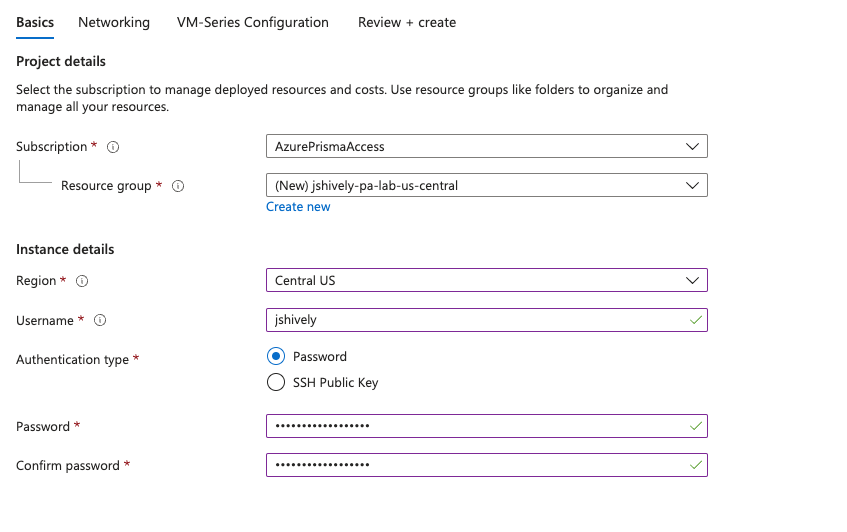 Basics Networking VM-Series Configuration Review + create
Project details
Select the subscription to manage deployed resources and costs. Use resource groups like folders to organize and
manage all your resources.
Subscription * AzurePrismaAccess
Resource group * (New) jshively-pa-lab-us-central
Create new
Instance details
Region * Central US
Username * jshively
Authentication type * Password
SSH Public Key
Password * ••••••••••••••••••
Confirm password * ••••••••••••••••••